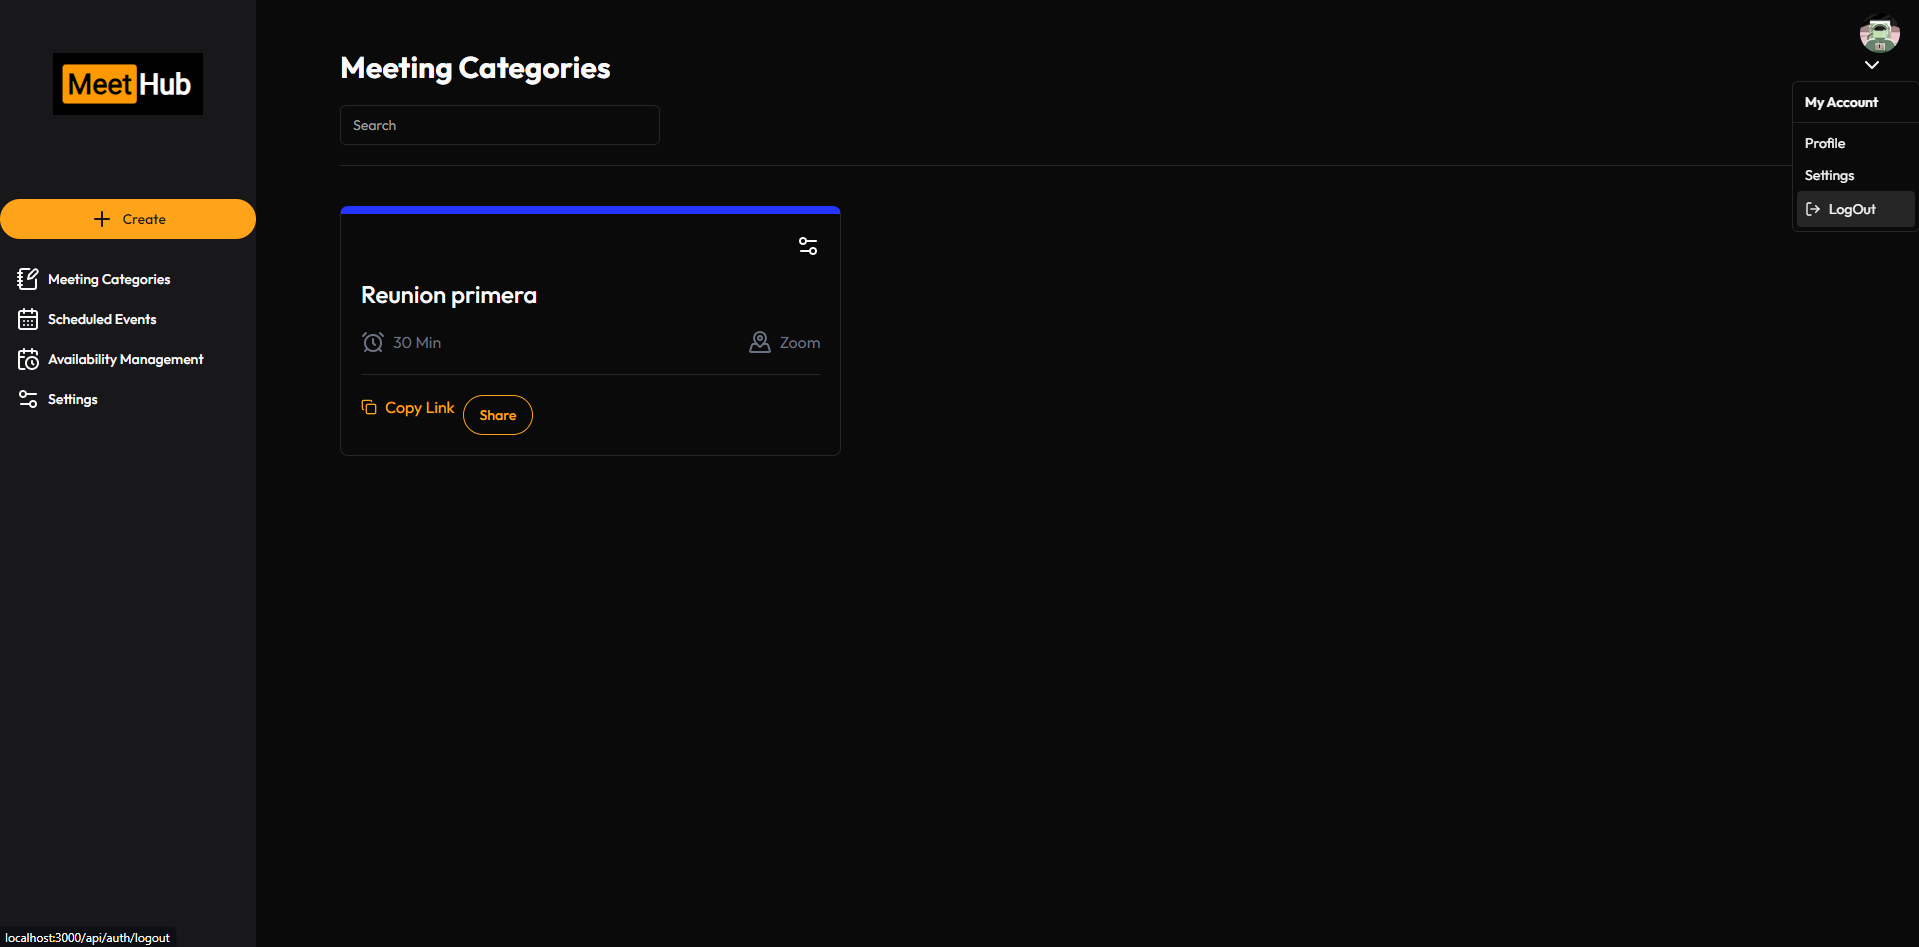 MeetHub
Create
Meeting Categories
Scheduled Events
Availability Management
Settings
Meeting Categories
Search
Reunion primera
30 Min
Zoom
Copy Link
Share
My Account
Profile
Settings
LogOut
localhost:3000/api/auth/logout